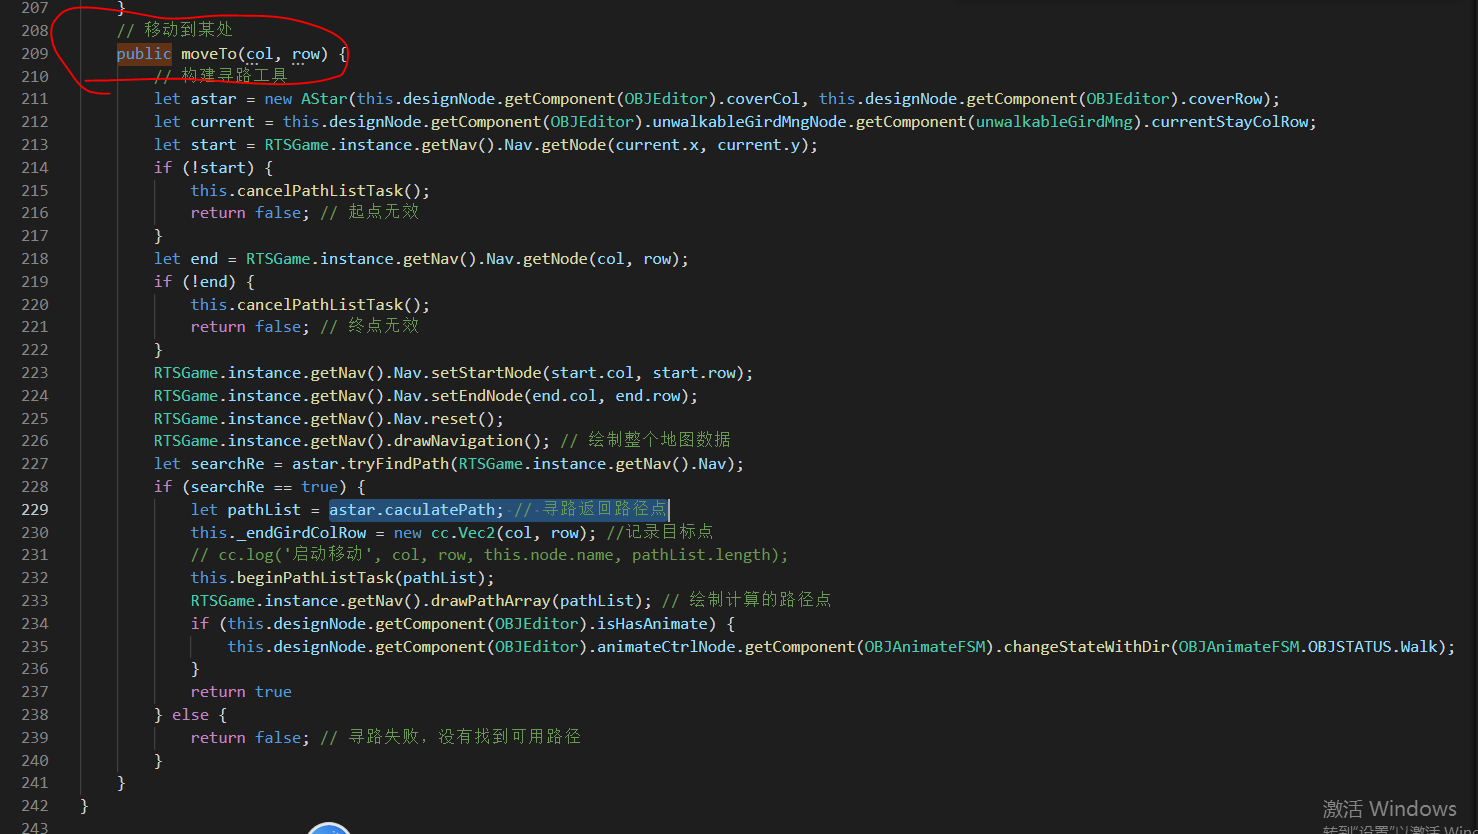 207 }
208 // 移动到某处
209 public moveTo(col, row) {
210 // 构建寻路工具
211 let astar = new AStar(this.designNode.getComponent(OBJEditor).coverCol, this.designNode.getComponent(OBJEditor).coverRow);
212 let current = this.designNode.getComponent(OBJEditor).unwalkableGirdMngNode.getComponent(unwalkableGirdMng).currentStayColRow;
213 let start = RTSGame.instance.getNav().Nav.getNode(current.x, current.y);
214 if (!start) {
215 this.cancelPathListTask();
216 return false; // 起点无效
217 }
218 let end = RTSGame.instance.getNav().Nav.getNode(col, row);
219 if (!end) {
220 this.cancelPathListTask();
221 return false; // 终点无效
222 }
223 RTSGame.instance.getNav().Nav.setStartNode(start.col, start.row);
224 RTSGame.instance.getNav().Nav.setEndNode(end.col, end.row);
225 RTSGame.instance.getNav().Nav.reset();
226 RTSGame.instance.getNav().drawNavigation(); // 绘制整个地图数据
227 let searchRe = astar.tryFindPath(RTSGame.instance.getNav().Nav);
228 if (searchRe == true) {
229 let pathList = astar.caculatePath; // 寻路返回路径点
230 this._endGirdColRow = new cc.Vec2(col, row); //记录目标点
231 // cc.log('启动移动', col, row, this.node.name, pathList.length);
232 this.beginPathListTask(pathList);
233 RTSGame.instance.getNav().drawPathArray(pathList); // 绘制计算的路径点
234 if (this.designNode.getComponent(OBJEditor).isHasAnimate) {
235 this.designNode.getComponent(OBJEditor).animateCtrlNode.getComponent(OBJAnimateFSM).changeStateWithDir(OBJAnimateFSM.OBJSTATUS.Walk);
236 }
237 return true
238 } else {
239 return false; // 寻路失败，没有找到可用路径
240 }
241 }
242 }
243
激活 Windows
转到"设置"以激活 Wind